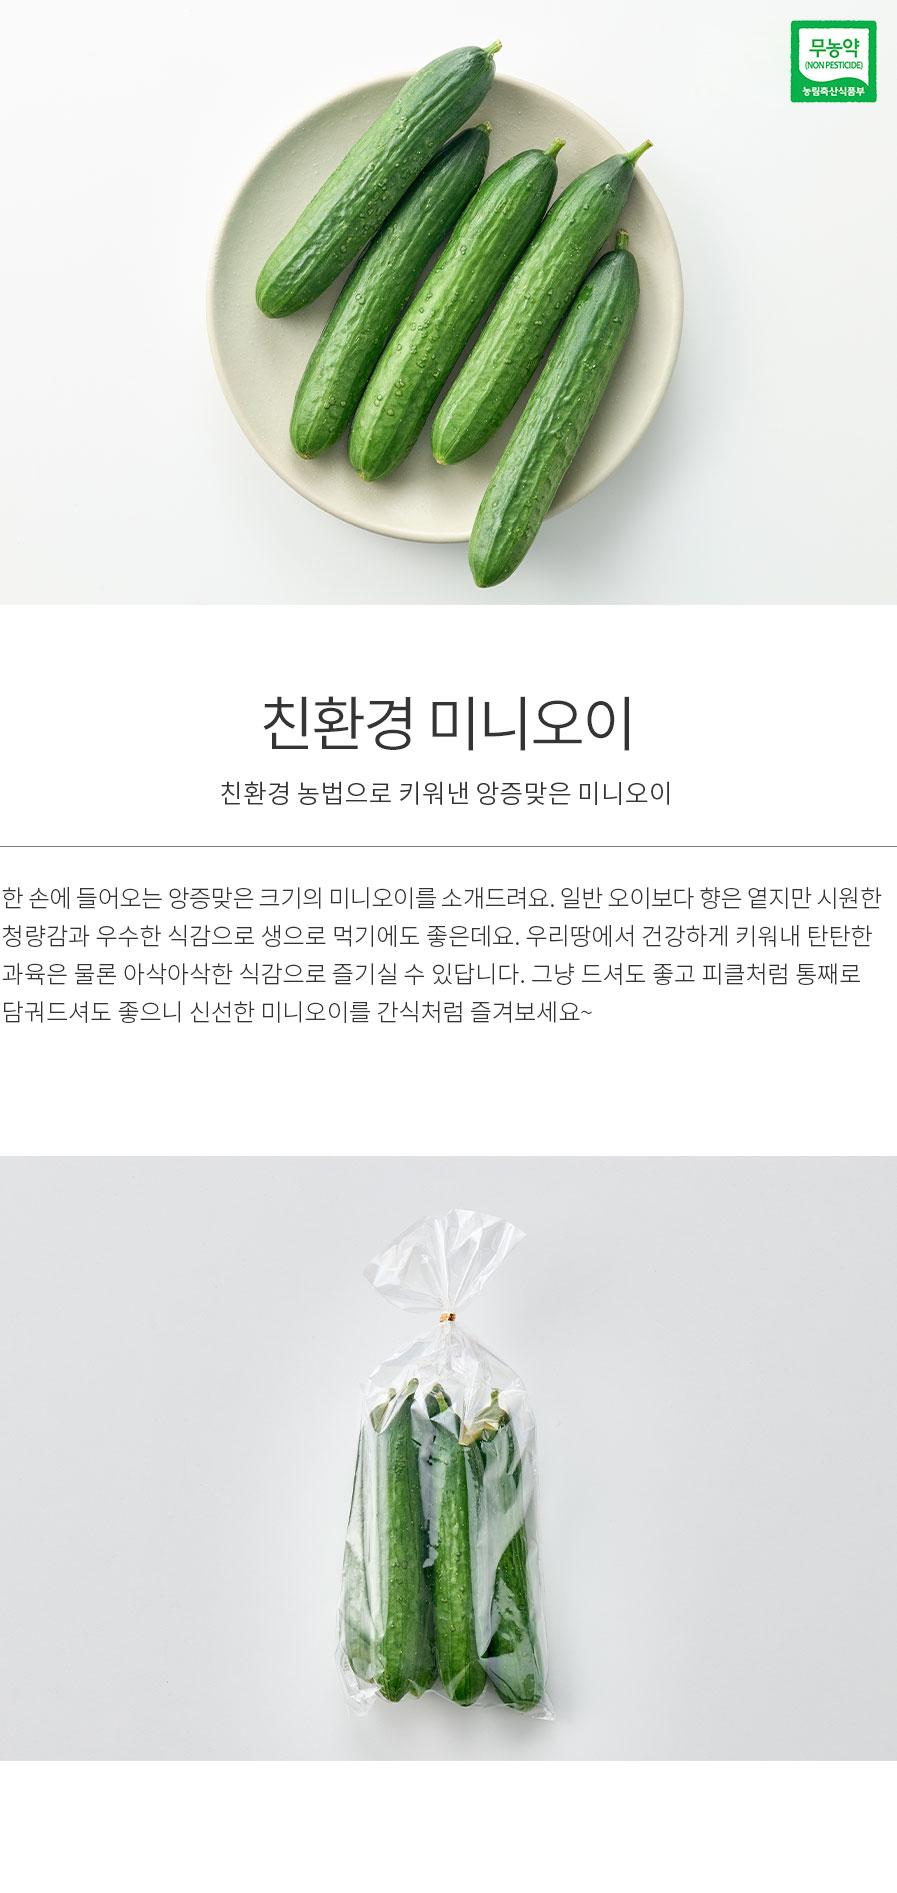 무농약
(NON PESTICIDE)
농림축산식품부
친환경 미니오이
친환경 농법으로 키워낸 앙증맞은 미니오이
한 손에 들어오는 앙증맞은 크기의 미니오이를 소개드려요. 일반 오이보다 향은 옅지만 시원한
청량감과 우수한 식감으로 생으로 먹기에도 좋은데요. 우리땅에서 건강하게 키워내 탄탄한
과육은 물론 아삭아삭한 식감으로 즐기실 수 있답니다. 그냥 드셔도 좋고 피클처럼 통째로
담궈드셔도 좋으니 신선한 미니오이를 간식처럼 즐겨보세요~